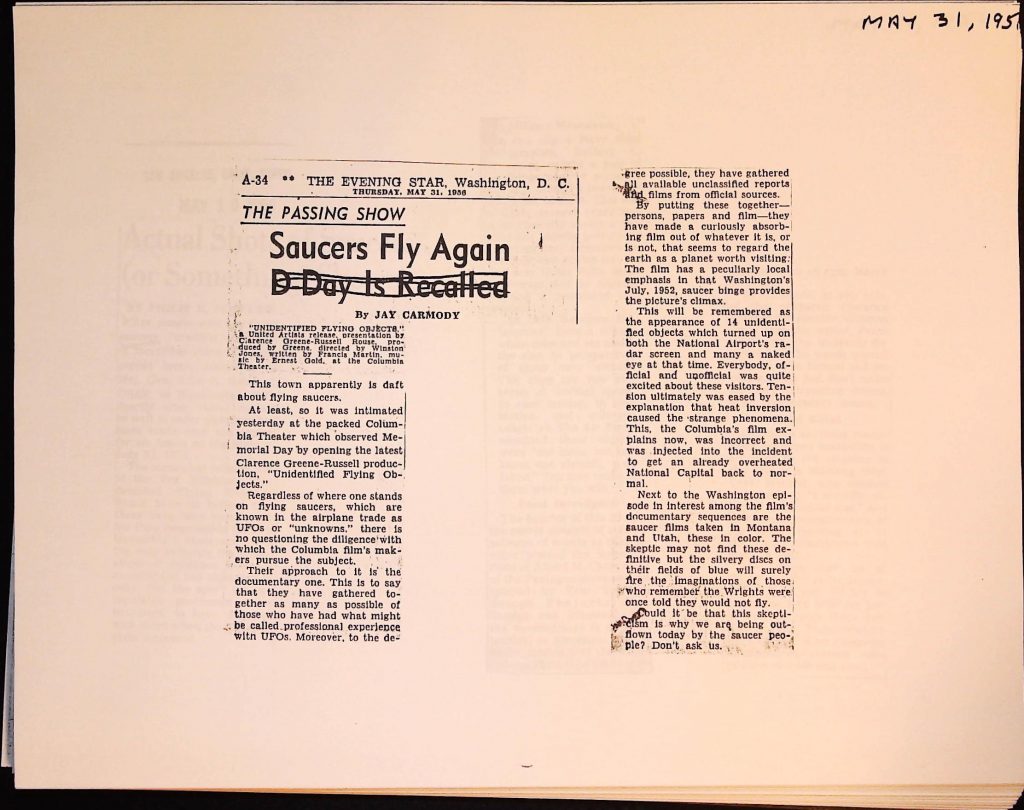 MAY 31, 195
A-34 ** THE EVENING STAR, Washington, D. C.
THURSDAY, MAY 31, 1956
THE PASSING SHOW
Saucers Fly Again
D Day Is Recalled
By JAY CARMODY
"UNIDENTIFIED FLYING OBJECTS,"
a United Artists release, presentation by
Clarence Greene-Russell Rouse, pro-
duced by Greene, directed by Winston
Jones, written by Francis Martin, mu-
sic by Ernest Gold, at the Columbia
Theater.
This town apparently is daft
about flying saucers.
At least, so it was intimated
yesterday at the packed Colum-
bia Theater which observed Me-
morial Day by opening the latest
Clarence Greene-Russell produc-
tion, "Unidentified Flying Ob-
jects."
Regardless of where one stands
on flying saucers, which are
known in the airplane trade as
UFOs or "unknowns," there is
no questioning the diligence with
which the Columbia film's mak-
ers pursue the subject.
Their approach to it is the
documentary one. This is to say
that they have gathered to-
gether as many as possible of
those who have had what might
be called professional experience
with UFOs. Moreover, to the de-
gree possible, they have gathered
all available unclassified reports
and films from official sources.
By putting these together—
persons, papers and film—they
have made a curiously absorb-
ing film out of whatever it is, or
is not, that seems to regard the
earth as a planet worth visiting.
The film has a peculiarly local
emphasis in that Washington's
July, 1952, saucer binge provides
the picture's climax.
This will be remembered as
the appearance of 14 unidenti-
fied objects which turned up on
both the National Airport's ra-
dar screen and many a naked
eye at that time. Everybody, of-
ficial and unofficial was quite
excited about these visitors. Ten-
sion ultimately was eased by the
explanation that heat inversion
caused the strange phenomena.
This, the Columbia's film ex-
plains now, was incorrect and
was injected into the incident
to get an already overheated
National Capital back to nor-
mal.
Next to the Washington epi-
sode in interest among the film's
documentary sequences are the
saucer films taken in Montana
and Utah, these in color. The
skeptic may not find these de-
finitive but the silvery discs on
their fields of blue will surely
fire the imaginations of those
who remember the Wrights were
once told they would not fly.
Could it be that this skepti-
cism is why we are being out-
flown today by the saucer peo-
ple? Don't ask us.